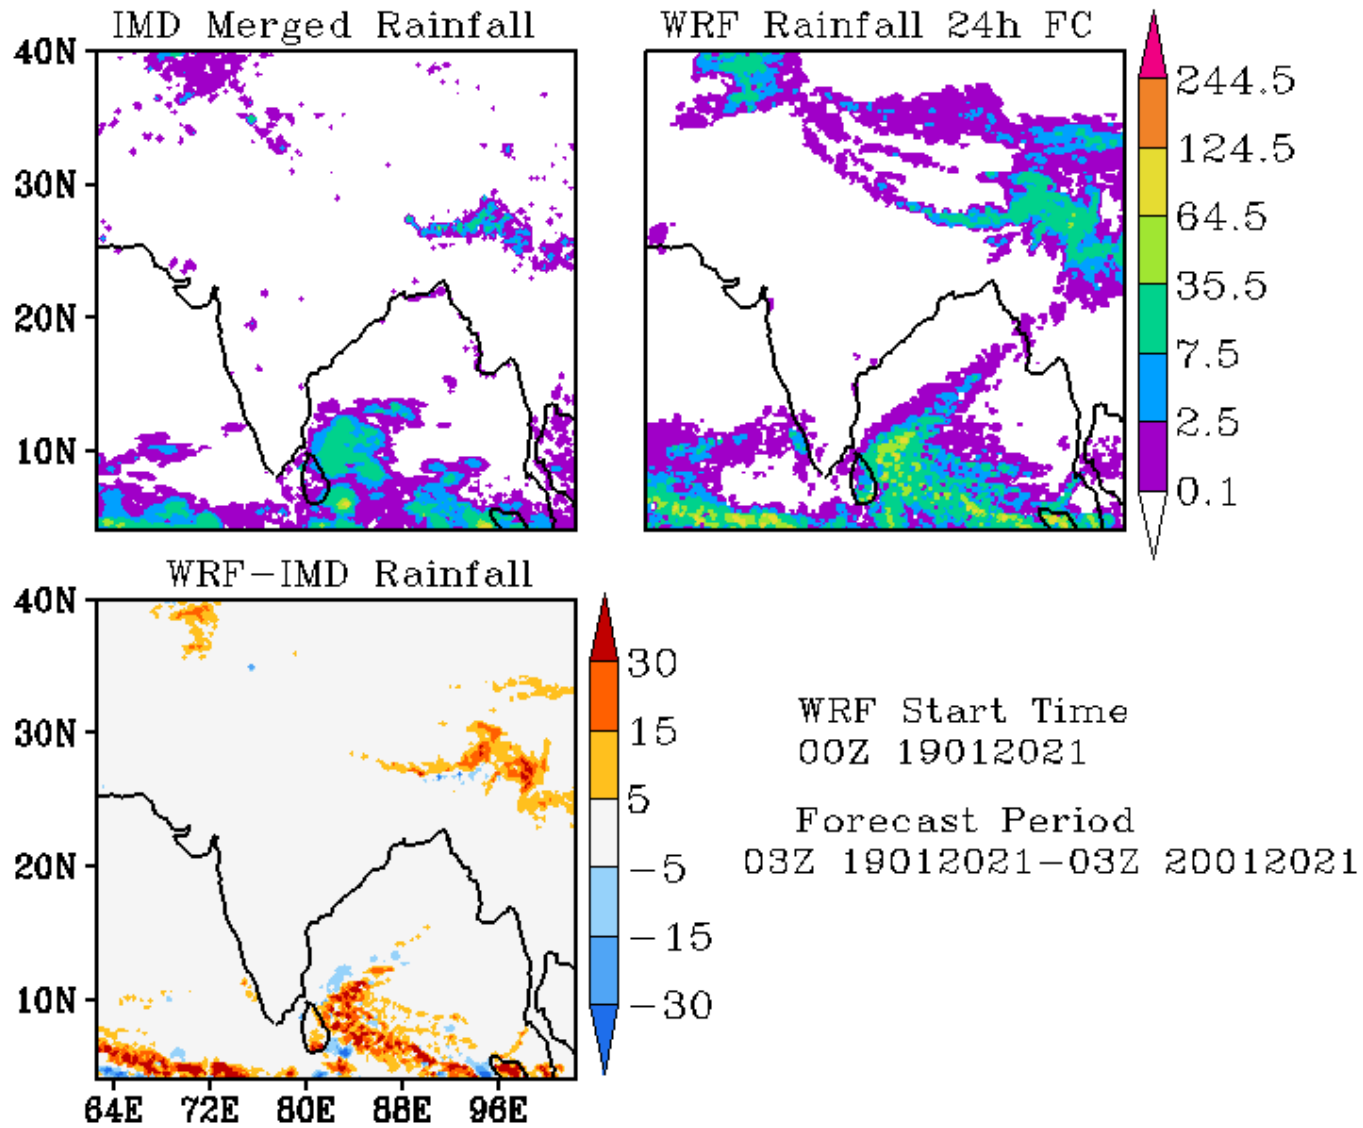 IMD Merged Rainfall
WRF Rainfall 24h FC
40N
30N
20N
10N
244.5
124.5
64.5
35.5
7.5
2.5
0.1
WRF-IMD Rainfall
40N
30N
20N
10N
64E 72E 80E 88E 96E
30
15
5
-5
-15
-30
WRF Start Time
00Z 19012021
Forecast Period
03Z 19012021-03Z 20012021